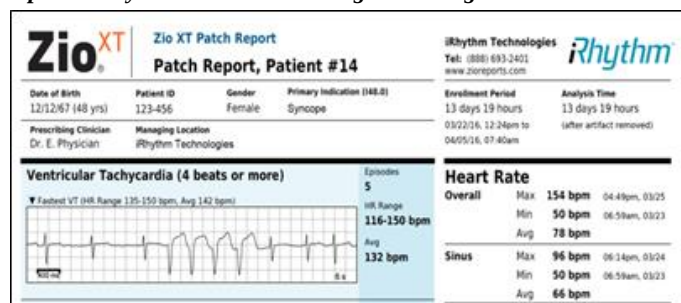 Zio XT
Zio XT Patch Report
Patch Report, Patient #14
iRhythm Technologies
Tel: (888) 693-2401
www.zioreports.com
iRhythm
Date of Birth
12/12/67 (48 yrs)
Patient ID
123-456
Gender
Female
Primary Indication (I48.0)
Syncope
Prescribing Clinician
Dr. E. Physician
Managing Location
iRhythm Technologies
Enrollment Period
13 days 19 hours
03/22/16, 12:24pm to
04/05/16, 07:40am
Analysis Time
13 days 19 hours
(after artifact removed)
Ventricular Tachycardia (4 beats or more)
▼ Fastest VT (HR Range 135-150 bpm, Avg 142 bpm)
6 s
Episodes
5
HR Range
116-150 bpm
Avg
132 bpm
Heart Rate
Overall Max 154 bpm 04:49pm, 03/25
Min 50 bpm 06:59am, 03/23
Avg 78 bpm
Sinus Max 96 bpm 06:14pm, 03/24
Min 50 bpm 06:59am, 03/23
Avg 66 bpm